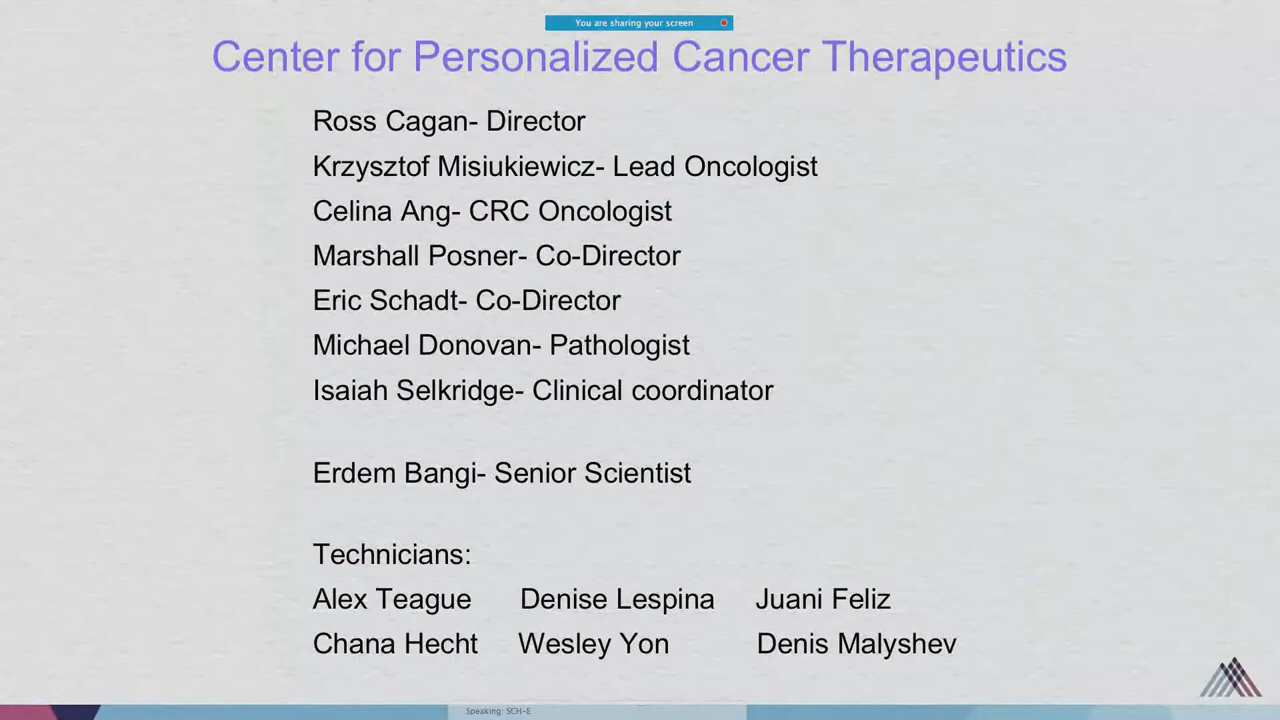 You are sharing your screen
Center for Personalized Cancer Therapeutics
Ross Cagan- Director
Krzysztof Misiukiewicz- Lead Oncologist
Celina Ang- CRC Oncologist
Marshall Posner- Co-Director
Eric Schadt- Co-Director
Michael Donovan- Pathologist
Isaiah Selkridge- Clinical coordinator
Erdem Bangi- Senior Scientist
Technicians:
Alex Teague Denise Lespina Juani Feliz
Chana Hecht Wesley Yon Denis Malyshev
Speaking: SCH-E